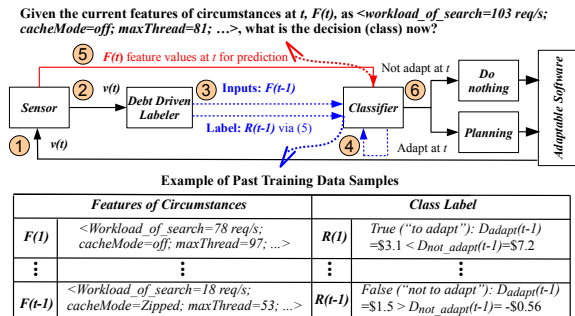 Given the current features of circumstances at t, F(t), as <workload_of_search=103 req/s;
cacheMode=off; maxThread=81; …>, what is the decision (class) now?
5
F(t) feature values at t for prediction
6
Not adapt at t
Do
nothing
Sensor
2
v(t)
Debt Driven
Labeler
3
Inputs: F(t-1)
Label: R(t-1) via (5)
Classifier
Planning
Adapt at t
Adaptable Software
1
v(t)
4
Example of Past Training Data Samples
Features of Circumstances
Class Label
F(1)
<Workload_of_search=78 req/s;
cacheMode=off; maxThread=97; ...>
R(1)
True (“to adapt”): Dadapt(t-1)
=$3.1 < Dnot_adapt(t-1)=$7.2
F(t-1)
<Workload_of_search=18 req/s;
cacheMode=Zipped; maxThread=53; ...>
R(t-1)
False (“not to adapt”): Dadapt(t-1)
=$1.5 > Dnot_adapt(t-1)= -$0.56